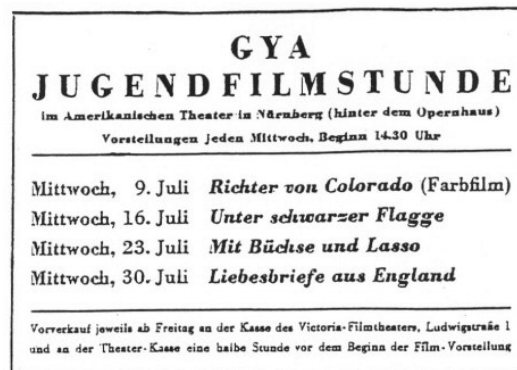 GYA
JUGENDFILMSTUNDE
im Amerikanischen Theater in Nürnberg (hinter dem Opernhaus)
Vorstellungen jeden Mittwoch, Beginn 14.30 Uhr
Mittwoch, 9. Juli Richter von Colorado (Farbfilm)
Mittwoch, 16. Juli Unter schwarzer Flagge
Mittwoch, 23. Juli Mit Büchse und Lasso
Mittwoch, 30. Juli Liebesbriefe aus England
Vorverkauf jeweils ab Freitag an der Kasse des Victoria-Filmtheaters, Ludwigstraße 1
und an der Theater-Kasse eine halbe Stunde vor dem Beginn der Film-Vorstellung